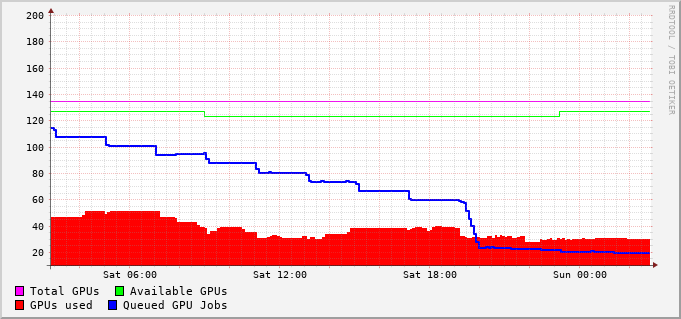 200
180
160
140
120
100
80
60
40
20
Sat 06:00 Sat 12:00 Sat 18:00 Sun 00:00
Total GPUs Available GPUs
GPUs used Queued GPU Jobs
RRDTOOL / TOBI OETIKER